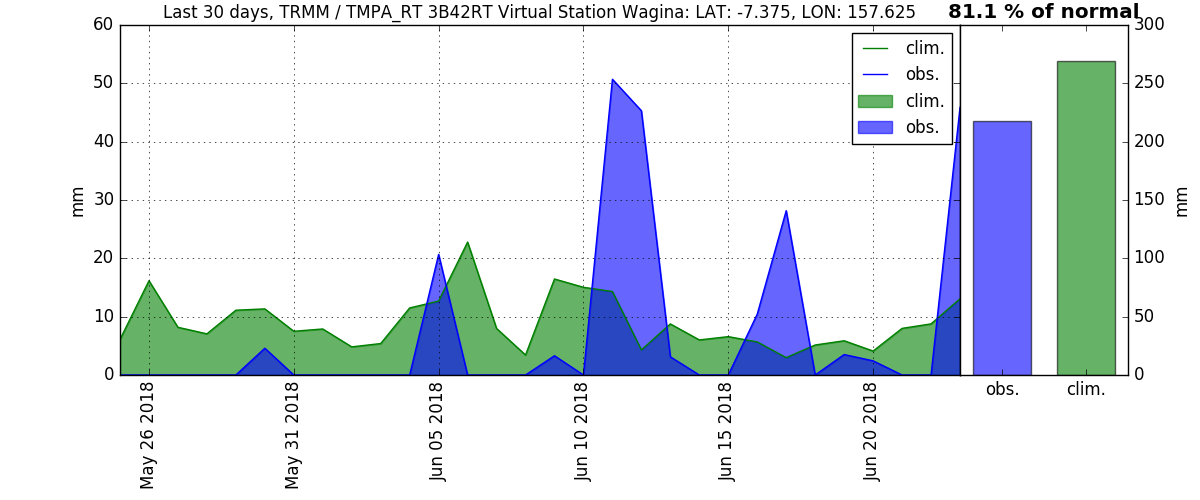 Last 30 days, TRMM / TMPA_RT 3B42RT Virtual Station Wagina: LAT: -7.375, LON: 157.625
81.1 % of normal
mm
60
50
40
30
20
10
0
clim.
obs.
clim.
obs.
May 26 2018
May 31 2018
Jun 05 2018
Jun 10 2018
Jun 15 2018
Jun 20 2018
300
250
200
150
100
50
0
mm
obs.
clim.